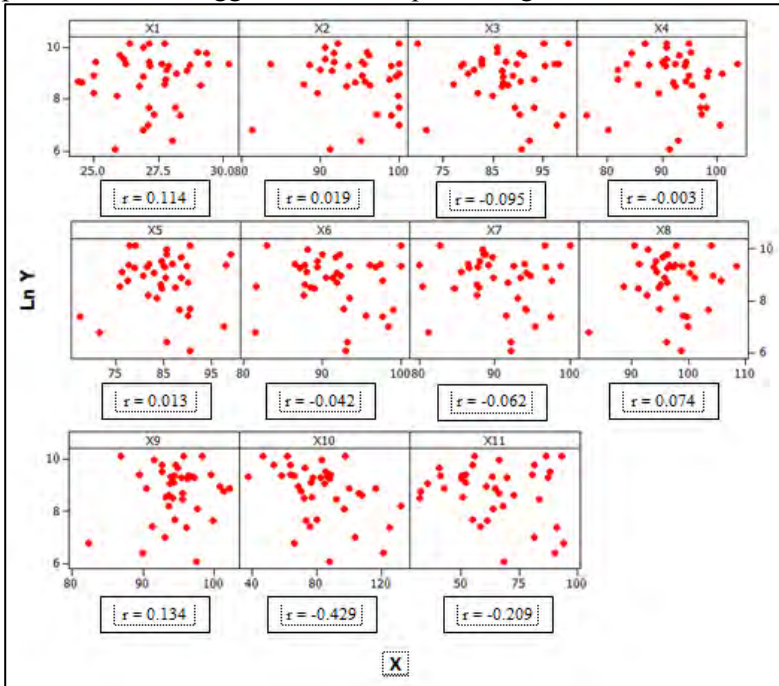 X1 X2 X3 X4
10
8
6
25.0 27.5 30.0 80 90 100 75 85 95 80 90 100
r = 0.114 r = 0.019 r = -0.095 r = -0.003
X5 X6 X7 X8
10
8
6
75 85 95 80 90 100 80 90 100 90 100 110
r = 0.013 r = -0.042 r = -0.062 r = 0.074
Ln Y
X9 X10 X11
10
8
6
80 90 100 40 80 120 50 75 100
r = 0.134 r = -0.429 r = -0.209
X